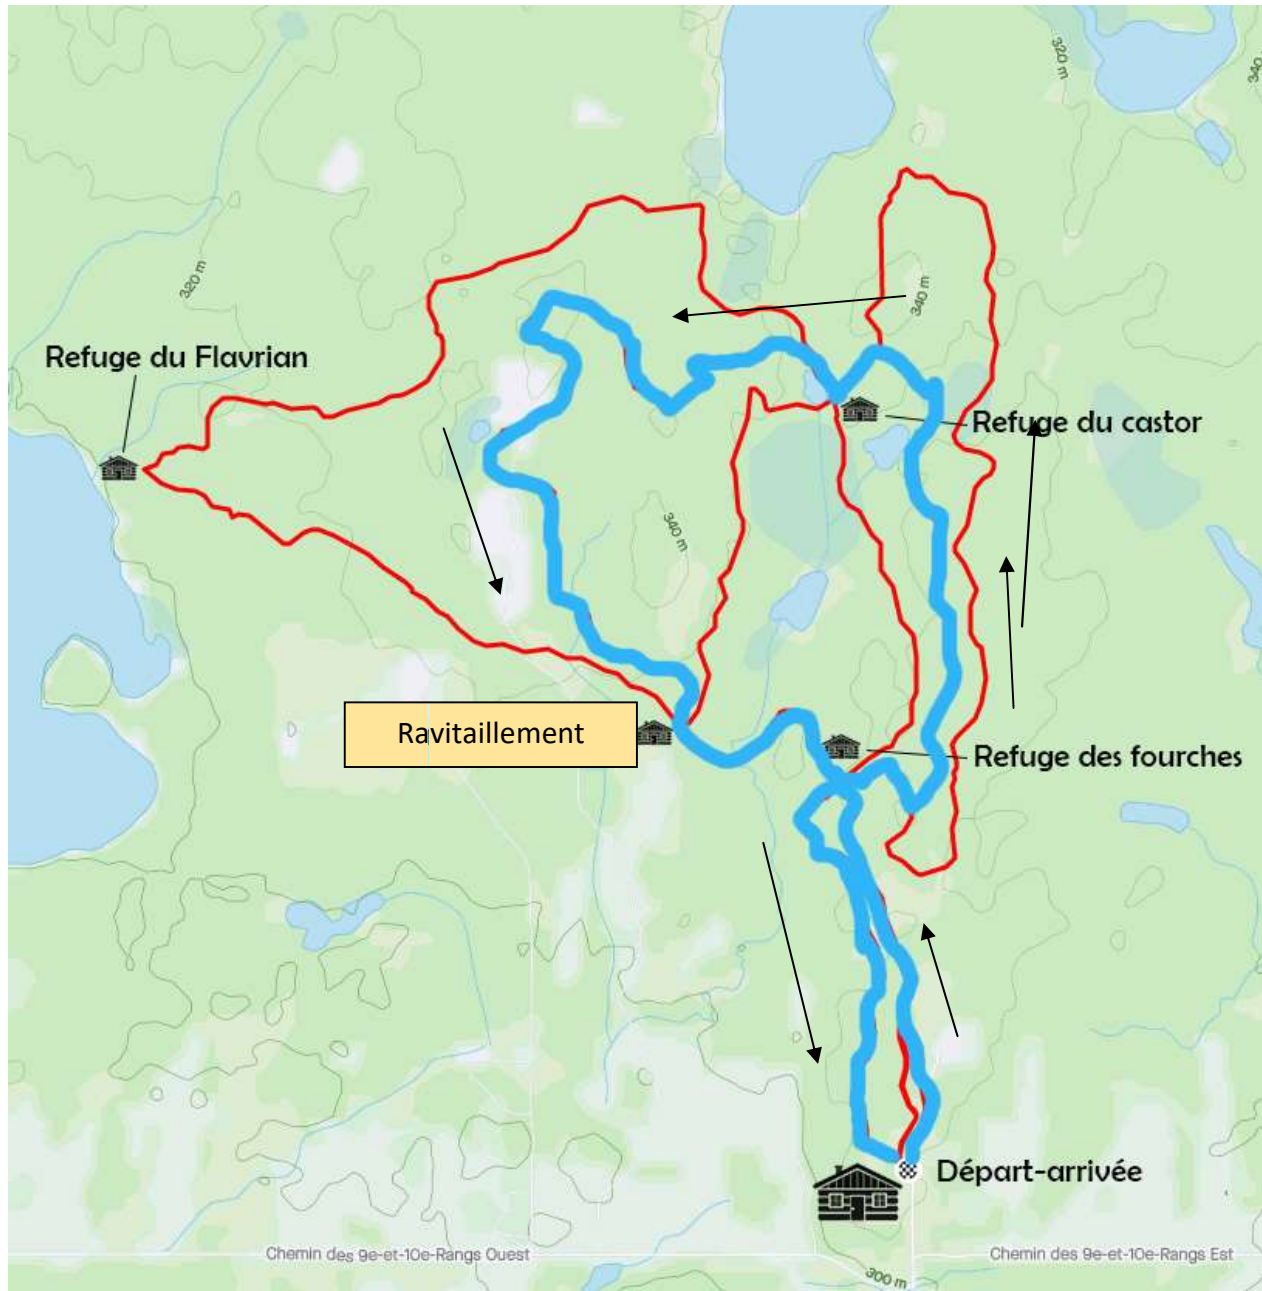 320 m
340
320 m
340 m
Refuge du Flavrian
Refuge du castor
340 m
Ravitaillement
Refuge des fourches
Départ-arrivée
Chemin des 9e-et-10e-Rangs Ouest
Chemin des 9e-et-10e-Rangs Est
300 m